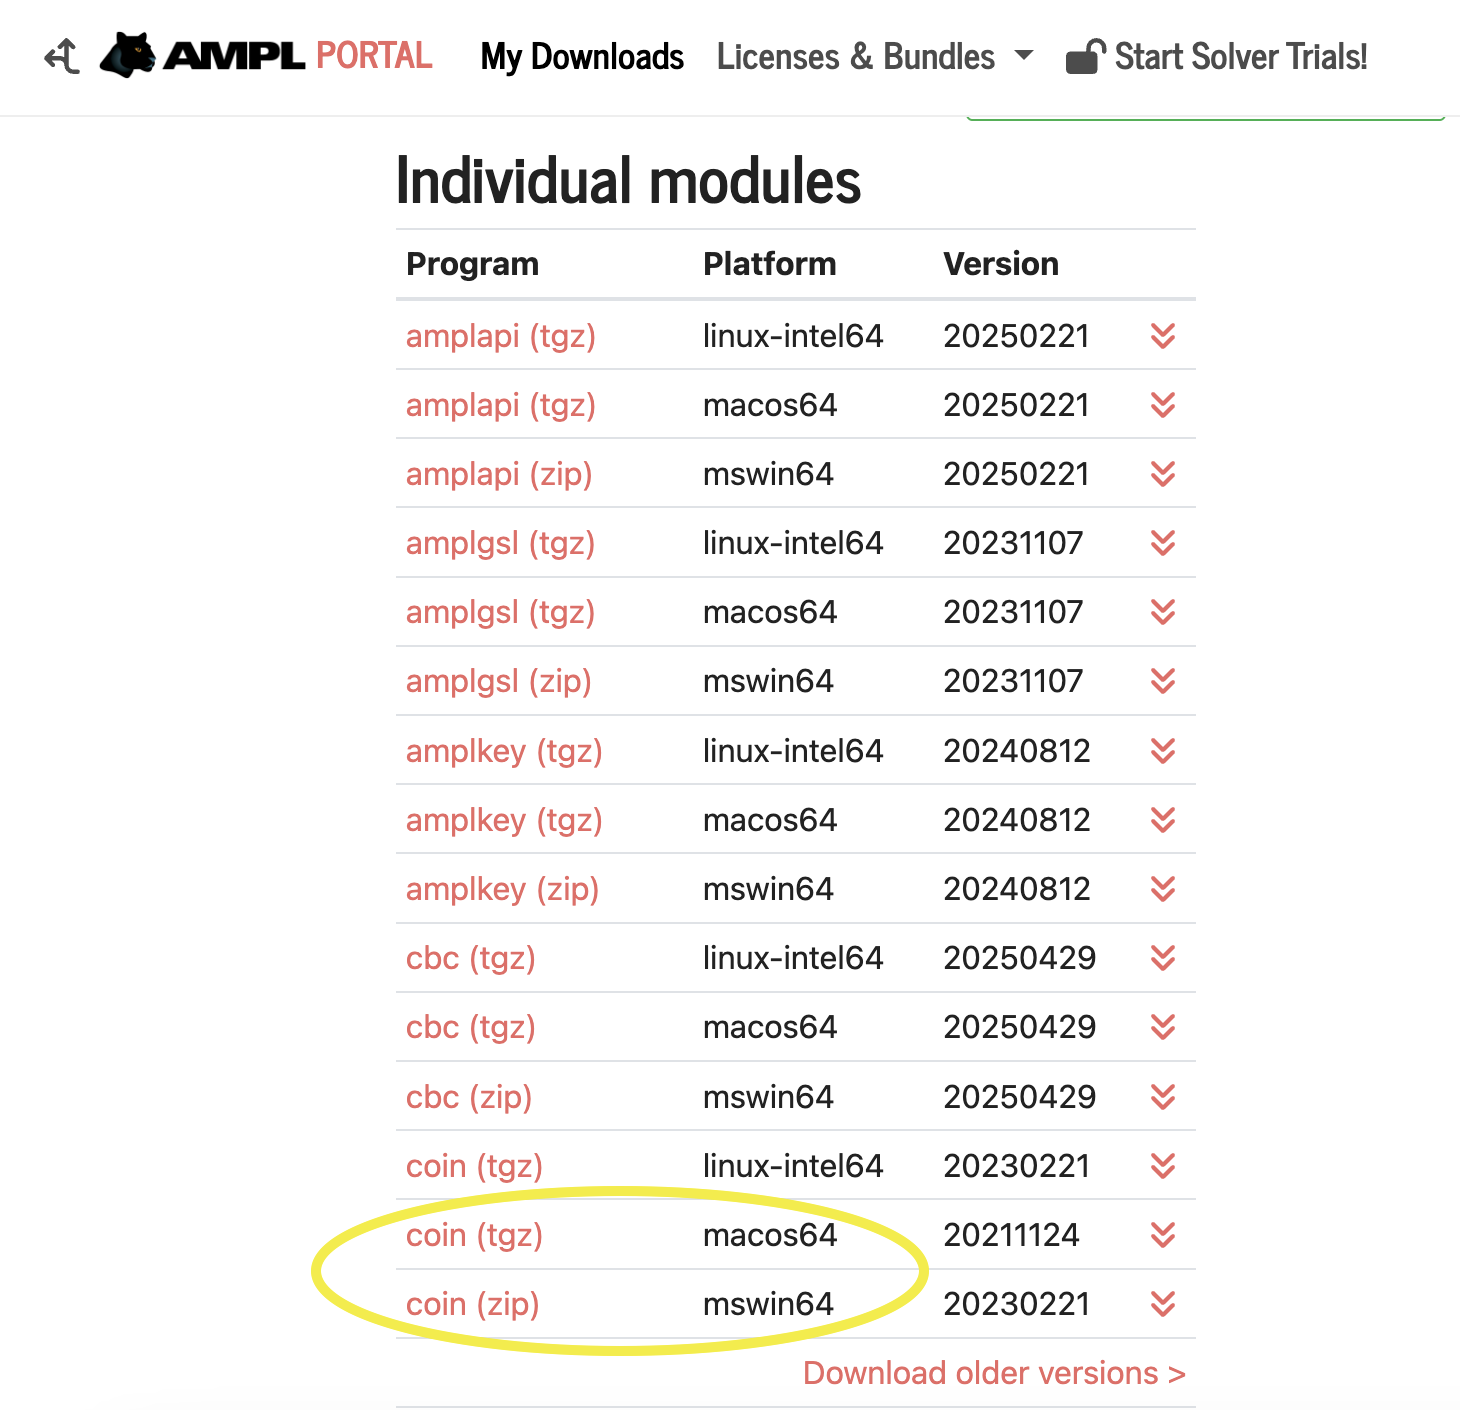 AMPL PORTAL My Downloads Licenses & Bundles Start Solver Trials!
Individual modules
Program Platform Version
amplapi (tgz) linux-intel64 20250221
amplapi (tgz) macos64 20250221
amplapi (zip) mswin64 20250221
amplgsl (tgz) linux-intel64 20231107
amplgsl (tgz) macos64 20231107
amplgsl (zip) mswin64 20231107
amplkey (tgz) linux-intel64 20240812
amplkey (tgz) macos64 20240812
amplkey (zip) mswin64 20240812
cbc (tgz) linux-intel64 20250429
cbc (tgz) macos64 20250429
cbc (zip) mswin64 20250429
coin (tgz) linux-intel64 20230221
coin (tgz) macos64 20211124
coin (zip) mswin64 20230221
Download older versions >